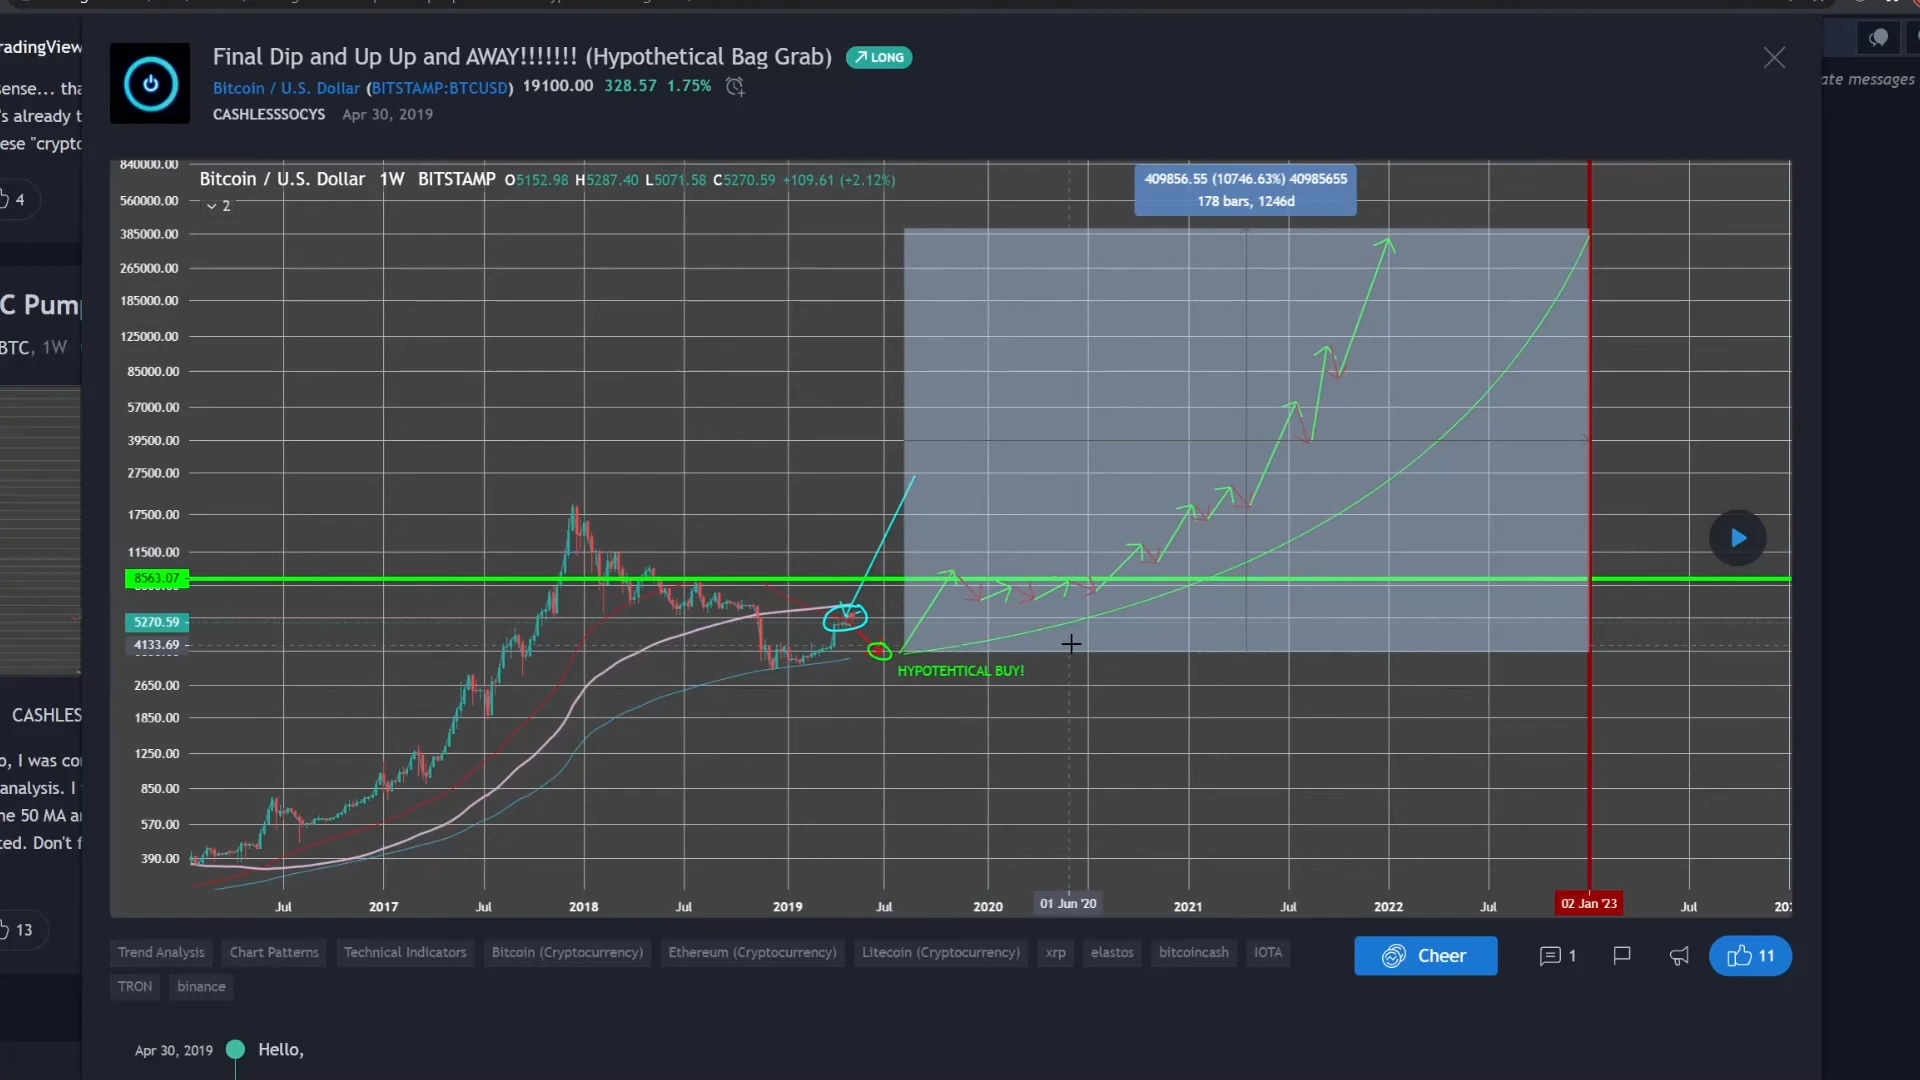 radingView
ense... tha
's already t
ese "crypto
4
C Pum
BTC, 1W
CASHLES
o, I was co
analysis. I
ne 50 MA a
ted. Don't f
13
Final Dip and Up Up and AWAY!!!!!!! (Hypothetical Bag Grab) LONG
Bitcoin / U.S. Dollar (BITSTAMP:BTCUSD) 19100.00 328.57 1.75%
CASHLESSSOCYS Apr 30, 2019
ate messages
Bitcoin / U.S. Dollar 1W BITSTAMP O5152.98 H5287.40 L5071.58 C5270.59 +109.61 (+2.12%)
2
409856.55 (10746.63%) 40985655
178 bars, 1246d
840000.00
560000.00
385000.00
265000.00
185000.00
125000.00
85000.00
57000.00
39500.00
27500.00
17500.00
11500.00
8563.07
5270.59
4133.69
2650.00
1850.00
1250.00
850.00
570.00
390.00
HYPOTEHTICAL BUY!
Jul 2017 Jul 2018 Jul 2019 Jul 2020 01 Jun '20 2021 Jul 2022 Jul 02 Jan '23 Jul 20
Trend Analysis Chart Patterns Technical Indicators Bitcoin (Cryptocurrency) Ethereum (Cryptocurrency) Litecoin (Cryptocurrency) xrp elastos bitcoincash IOTA
TRON binance
Cheer 1 11
Apr 30, 2019 Hello,